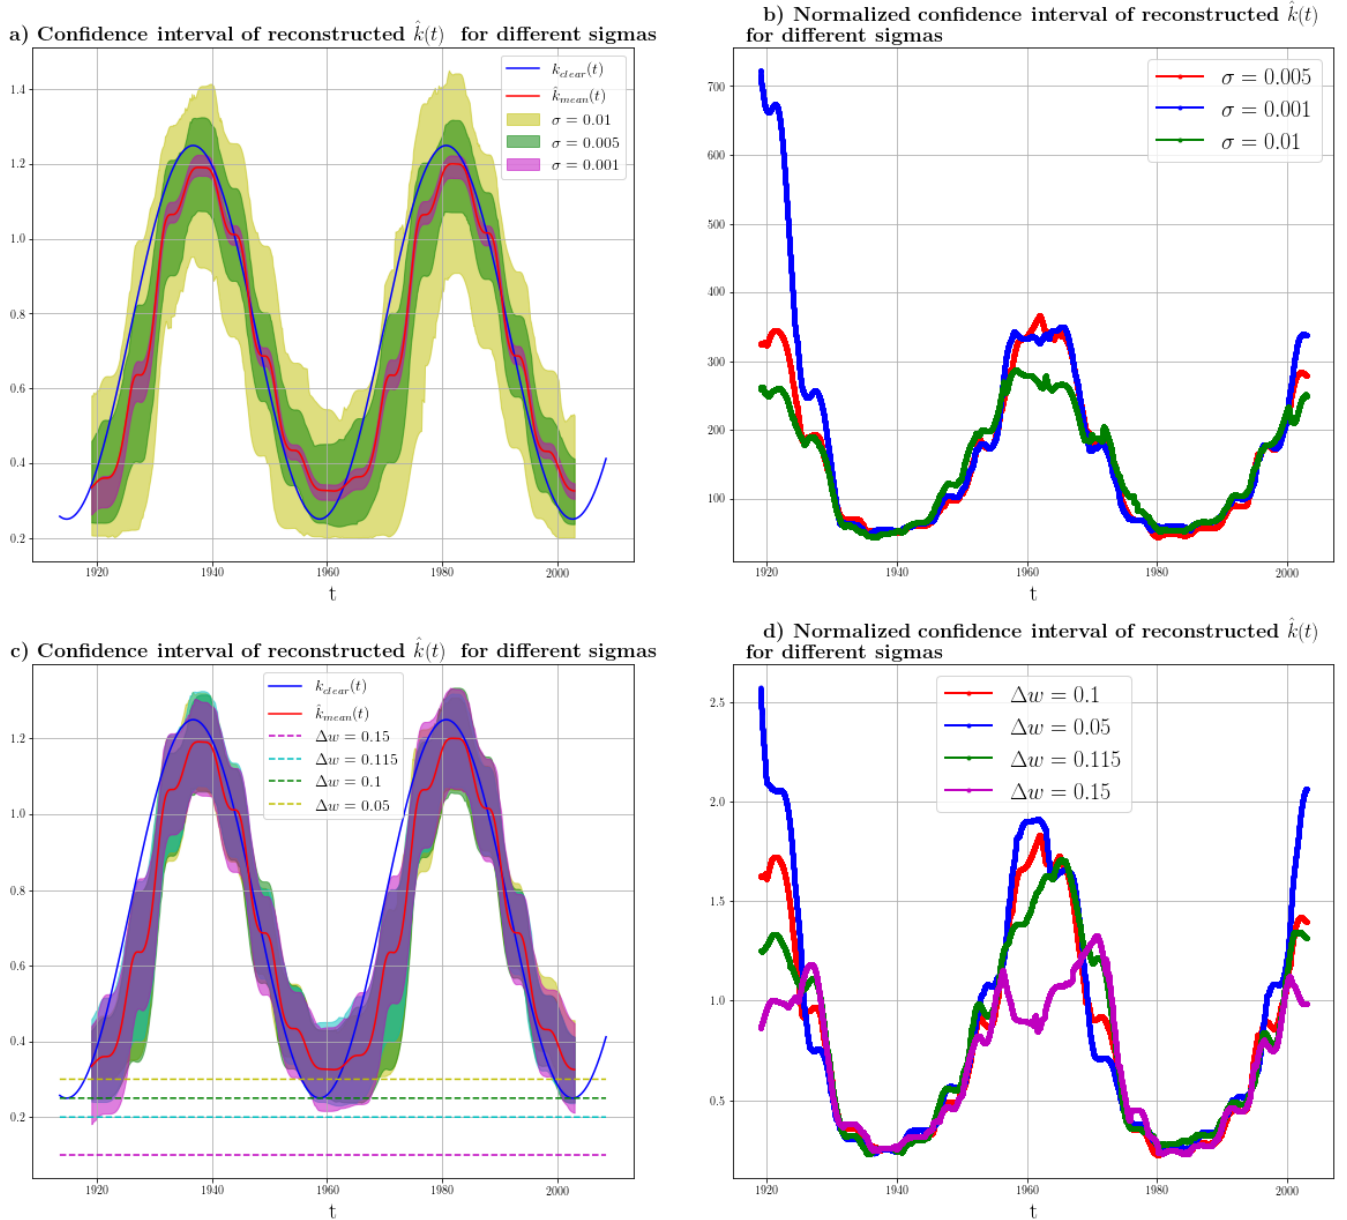 a) Confidence interval of reconstructed k̂(t) for different sigmas
k_clear(t)
k̂_mean(t)
σ = 0.01
σ = 0.005
σ = 0.001
1.4
1.2
1.0
0.8
0.6
0.4
0.2
1920 1940 1960 1980 2000
t
b) Normalized confidence interval of reconstructed k̂(t)
for different sigmas
σ = 0.005
σ = 0.001
σ = 0.01
700
600
500
400
300
200
100
1920 1940 1960 1980 2000
t
c) Confidence interval of reconstructed k̂(t) for different sigmas
k_clear(t)
k̂_mean(t)
Δw = 0.15
Δw = 0.115
Δw = 0.1
Δw = 0.05
1.2
1.0
0.8
0.6
0.4
0.2
1920 1940 1960 1980 2000
t
d) Normalized confidence interval of reconstructed k̂(t)
for different sigmas
Δw = 0.1
Δw = 0.05
Δw = 0.115
Δw = 0.15
2.5
2.0
1.5
1.0
0.5
1920 1940 1960 1980 2000
t